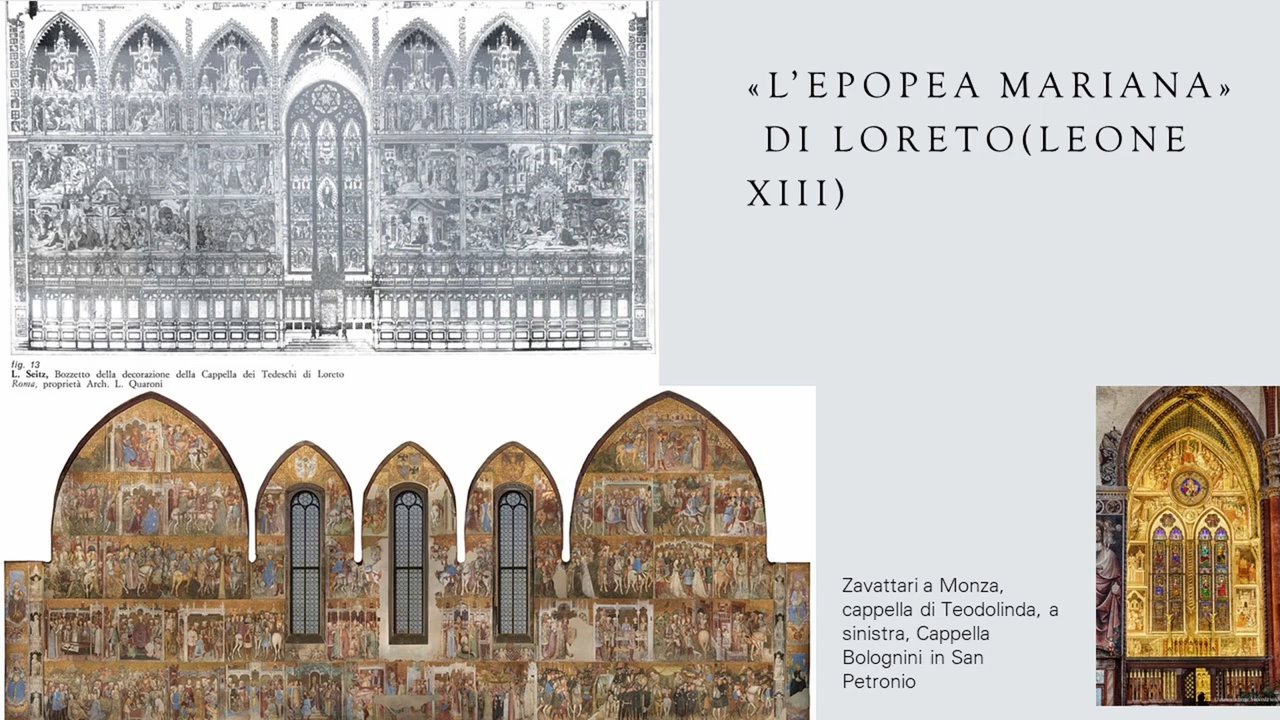 «L’EPOPEA MARIANA»
DI LORETO(LEONE
XIII)
fig. 13
L. Seitz, Bozzetto della decorazione della Cappella dei Tedeschi di Loreto
Roma, proprietà Arch. L. Quaroni
Zavattari a Monza,
cappella di Teodolinda, a
sinistra, Cappella
Bolognini in San
Petronio